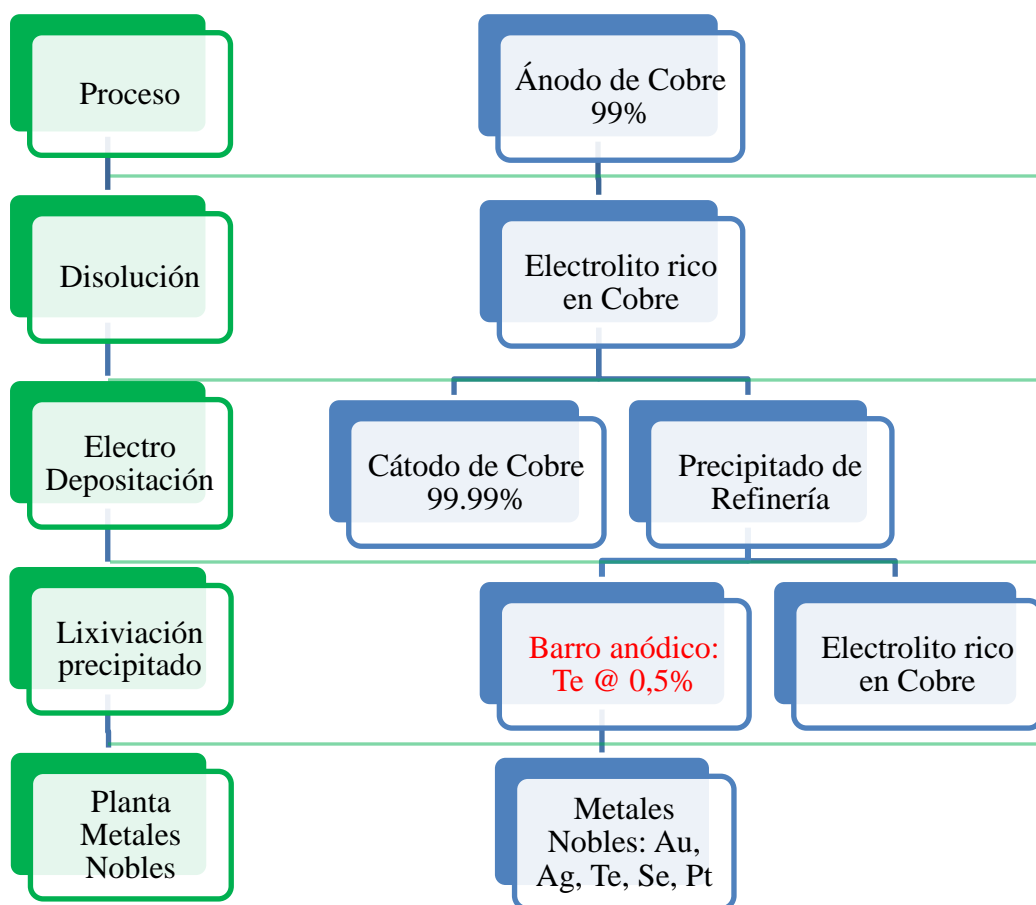 Proceso
Ánodo de Cobre
99%
Disolución
Electrolito rico
en Cobre
Electro
Depositación
Cátodo de Cobre
99.99%
Precipitado de
Refinería
Lixiviación
precipitado
Barro anódico:
Te @ 0,5%
Electrolito rico
en Cobre
Planta
Metales
Nobles
Metales
Nobles: Au,
Ag, Te, Se, Pt